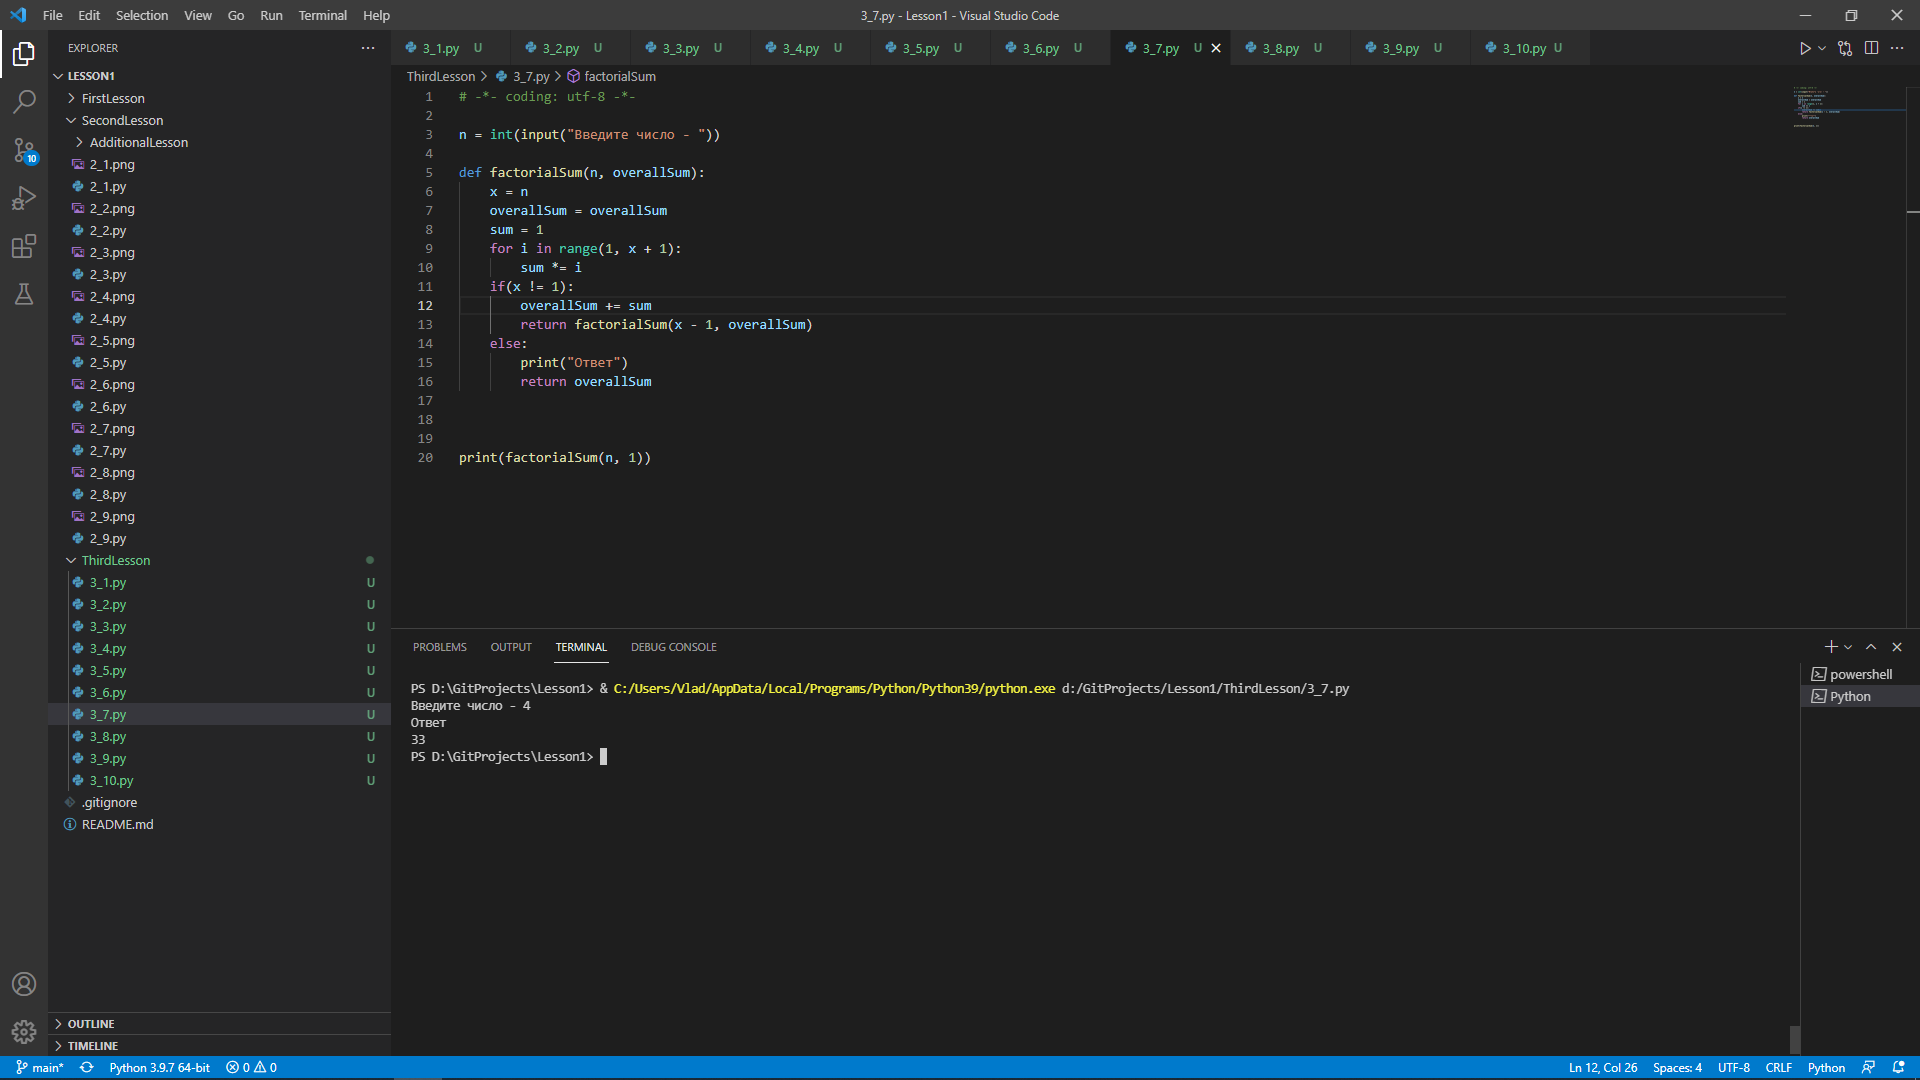 File Edit Selection View Go Run Terminal Help
3_7.py - Lesson1 - Visual Studio Code
EXPLORER
LESSON1
FirstLesson
SecondLesson
AdditionalLesson
2_1.png
2_1.py
2_2.png
2_2.py
2_3.png
2_3.py
2_4.png
2_4.py
2_5.png
2_5.py
2_6.png
2_6.py
2_7.png
2_7.py
2_8.png
2_8.py
2_9.png
2_9.py
ThirdLesson
3_1.py U
3_2.py U
3_3.py U
3_4.py U
3_5.py U
3_6.py U
3_7.py U
3_8.py U
3_9.py U
3_10.py U
.gitignore
README.md
OUTLINE
TIMELINE
10
3_1.py U 3_2.py U 3_3.py U 3_4.py U 3_5.py U 3_6.py U 3_7.py U 3_8.py U 3_9.py U 3_10.py U
ThirdLesson > 3_7.py > factorialSum
1 # -*- coding: utf-8 -*-
2
3 n = int(input("Введите число - "))
4
5 def factorialSum(n, overallSum):
6 x = n
7 overallSum = overallSum
8 sum = 1
9 for i in range(1, x + 1):
10 sum *= i
11 if(x != 1):
12 overallSum += sum
13 return factorialSum(x - 1, overallSum)
14 else:
15 print("Ответ")
16 return overallSum
17
18
19
20 print(factorialSum(n, 1))
PROBLEMS OUTPUT TERMINAL DEBUG CONSOLE
PS D:\GitProjects\Lesson1> & C:/Users/Vlad/AppData/Local/Programs/Python/Python39/python.exe d:/GitProjects/Lesson1/ThirdLesson/3_7.py
Введите число - 4
Ответ
33
PS D:\GitProjects\Lesson1>
powershell
Python
main* Python 3.9.7 64-bit 0 0 Ln 12, Col 26 Spaces: 4 UTF-8 CRLF Python